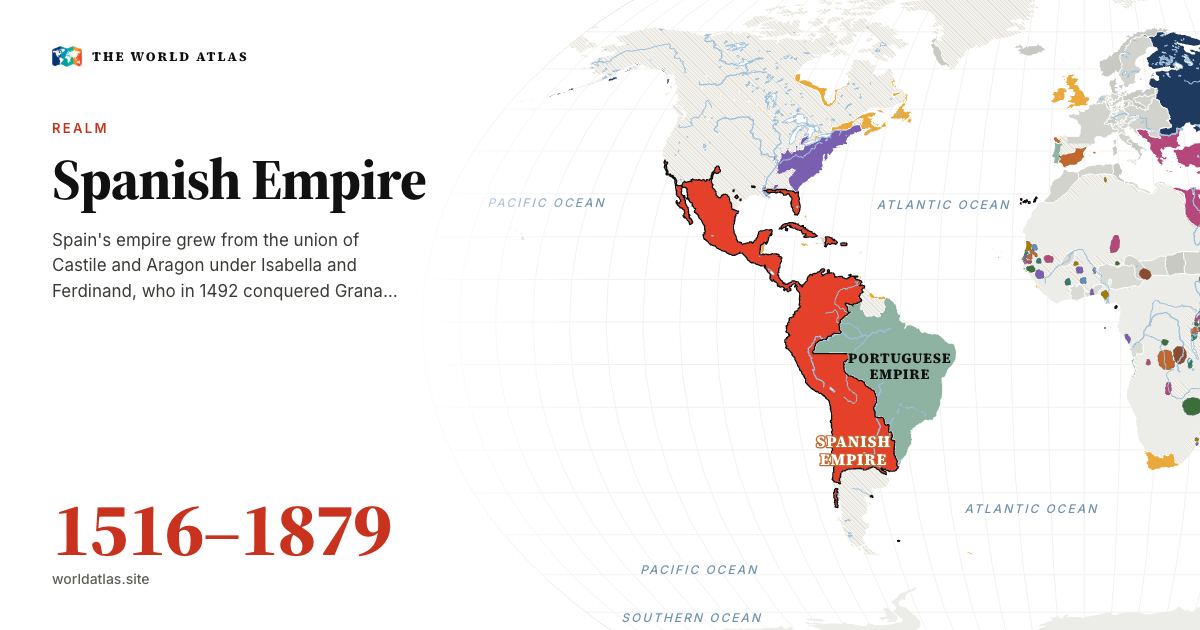 THE WORLD ATLAS
REALM
Spanish Empire
Spain's empire grew from the union of
Castile and Aragon under Isabella and
Ferdinand, who in 1492 conquered Grana...
1516–1879
worldatlas.site
PACIFIC OCEAN
ATLANTIC OCEAN
PORTUGUESE
EMPIRE
SPANISH
EMPIRE
ATLANTIC OCEAN
PACIFIC OCEAN
SOUTHERN OCEAN